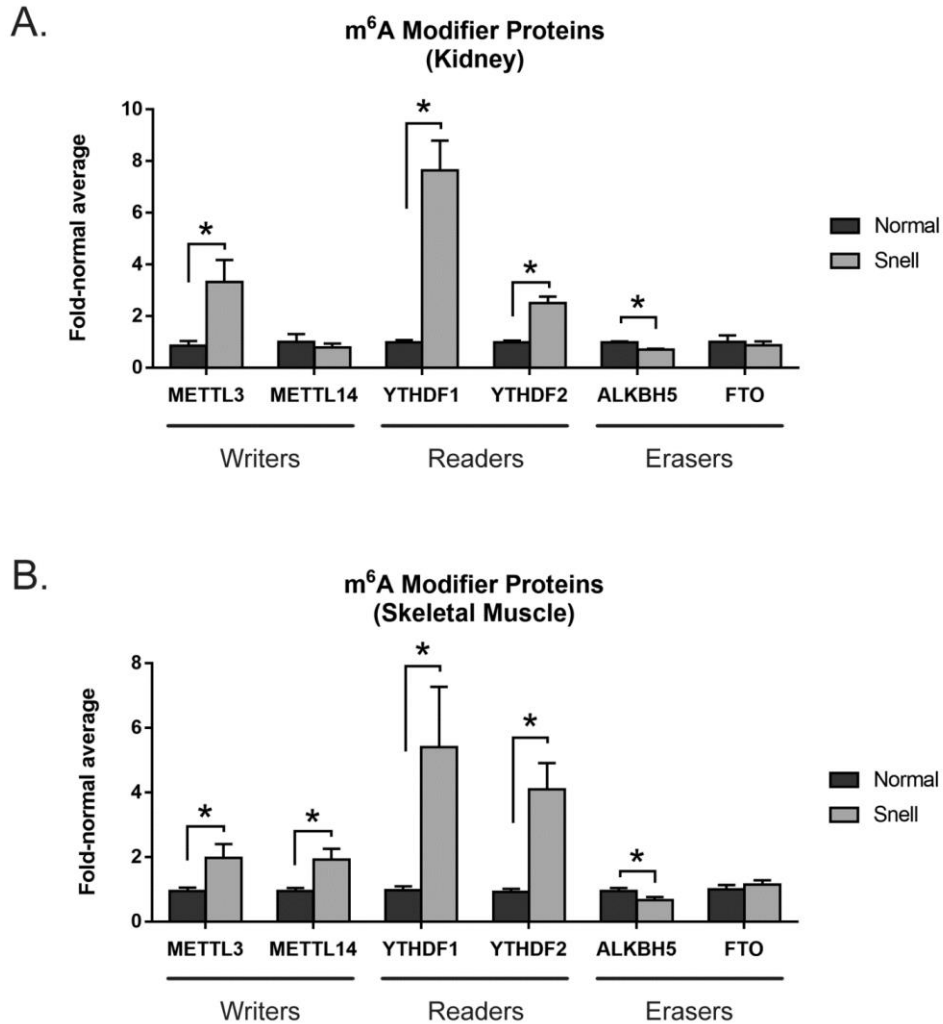 A.
m⁶A Modifier Proteins
(Kidney)
Fold-normal average
10
8
6
4
2
0
*
*
*
*
Normal
Snell
METTL3 METTL14 YTHDF1 YTHDF2 ALKBH5 FTO
Writers Readers Erasers
B.
m⁶A Modifier Proteins
(Skeletal Muscle)
Fold-normal average
8
6
4
2
0
*
*
*
*
*
Normal
Snell
METTL3 METTL14 YTHDF1 YTHDF2 ALKBH5 FTO
Writers Readers Erasers